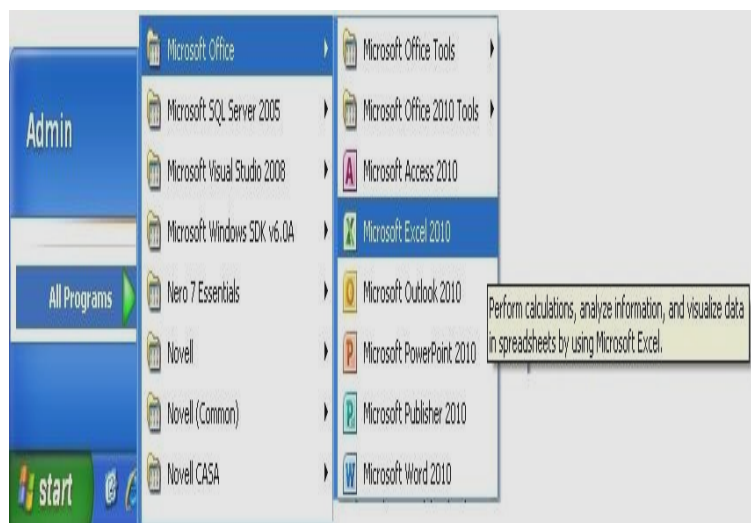 Admin
All Programs
start
Microsoft Office
Microsoft SQL Server 2005
Microsoft Visual Studio 2008
Microsoft Windows SDK v6.0A
Nero 7 Essentials
Novell
Novell (Common)
Novell CASA
Microsoft Office Tools
Microsoft Office 2010 Tools
Microsoft Access 2010
Microsoft Excel 2010
Microsoft Outlook 2010
Microsoft PowerPoint 2010
Microsoft Publisher 2010
Microsoft Word 2010
Perform calculations, analyze information, and visualize data
in spreadsheets by using Microsoft Excel.